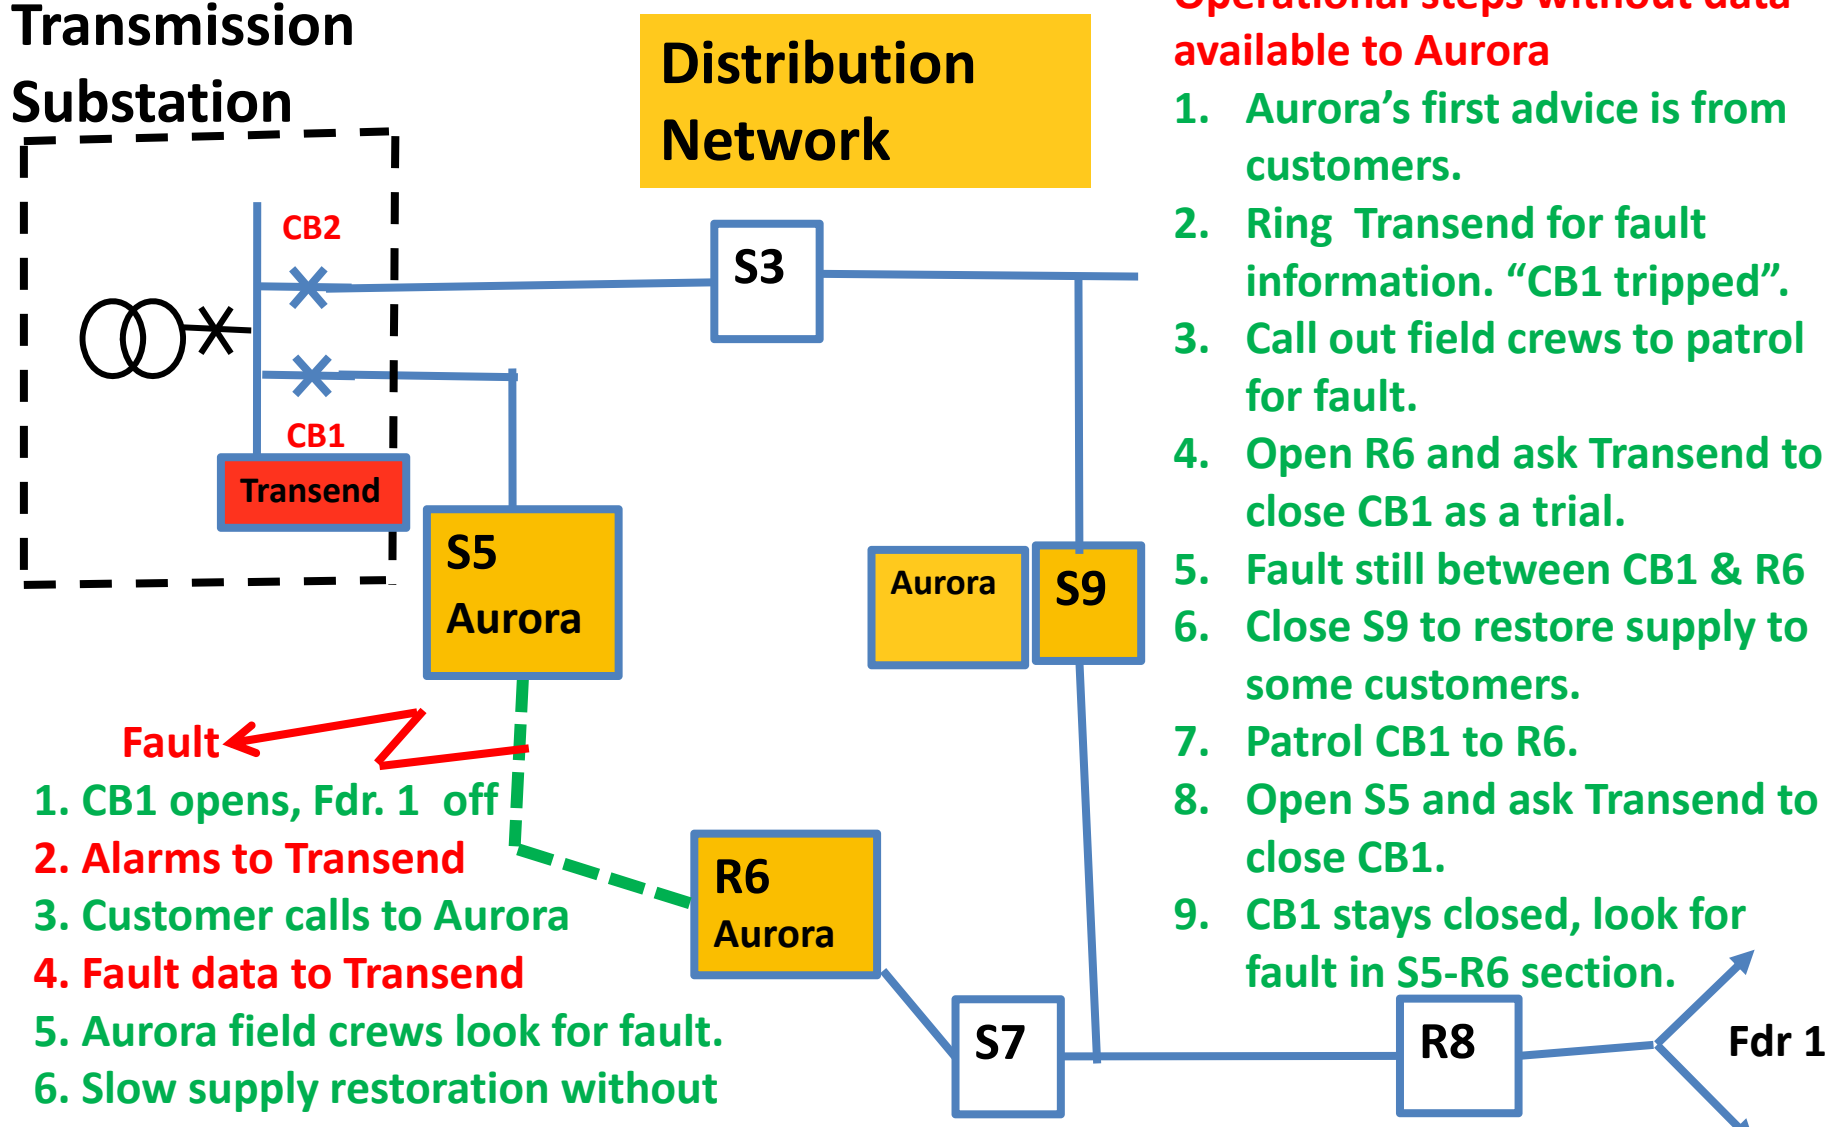 Transmission
Substation
Distribution
Network
Operational steps without data
available to Aurora
1. Aurora’s first advice is from
customers.
2. Ring Transend for fault
information. “CB1 tripped”.
3. Call out field crews to patrol
for fault.
4. Open R6 and ask Transend to
close CB1 as a trial.
5. Fault still between CB1 & R6
6. Close S9 to restore supply to
some customers.
7. Patrol CB1 to R6.
8. Open S5 and ask Transend to
close CB1.
9. CB1 stays closed, look for
fault in S5-R6 section.
CB2
S3
CB1
Transend
S5
Aurora
Aurora
S9
Fault
1. CB1 opens, Fdr. 1 off
2. Alarms to Transend
3. Customer calls to Aurora
4. Fault data to Transend
5. Aurora field crews look for fault.
6. Slow supply restoration without
R6
Aurora
S7
R8
Fdr 1